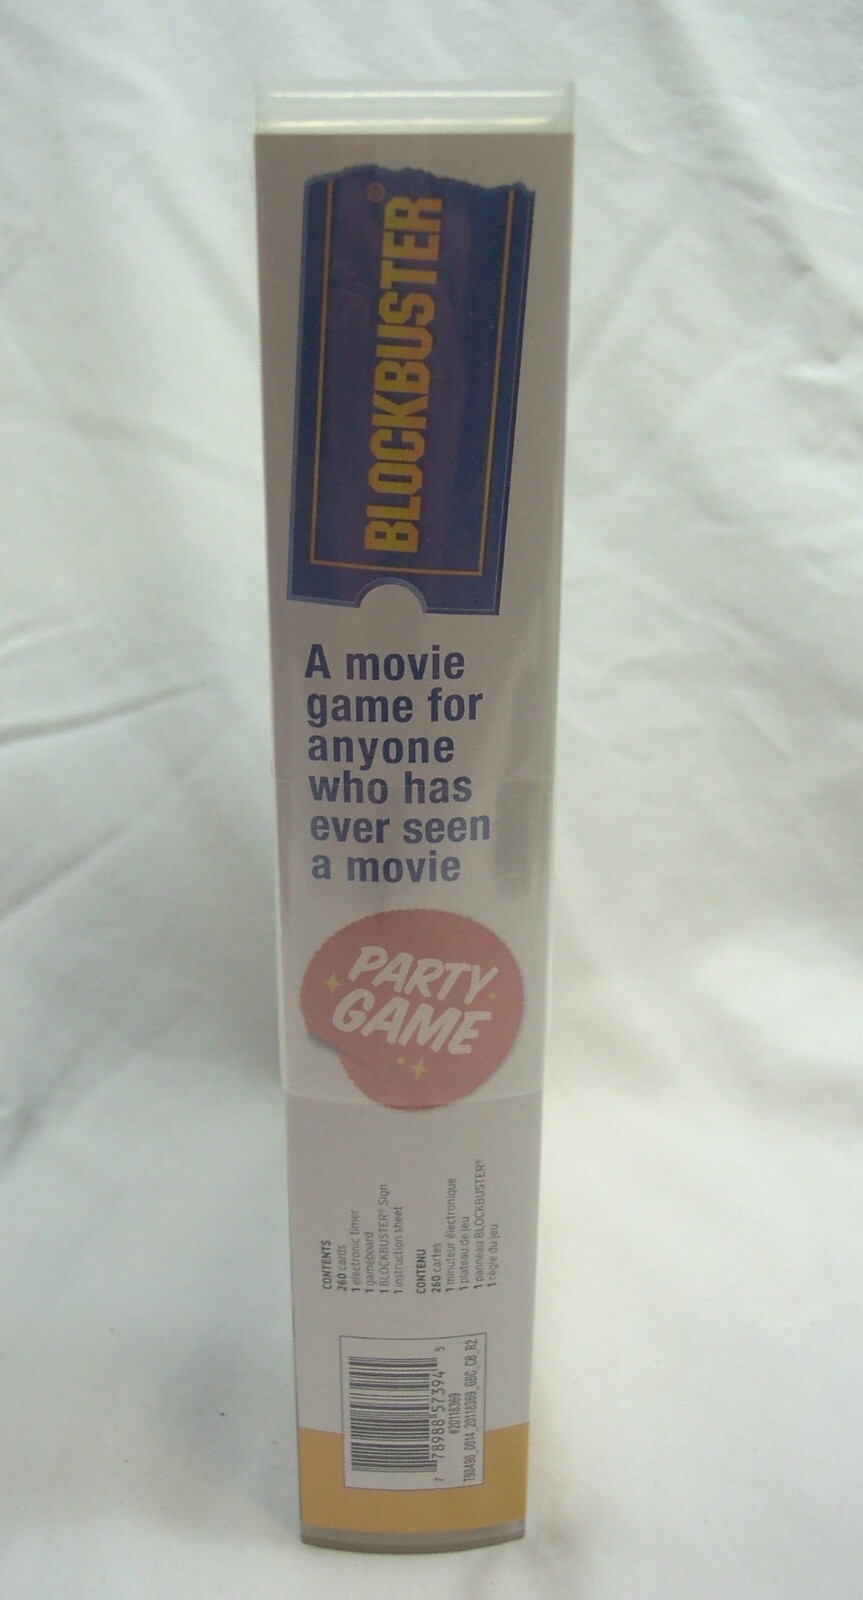 BLOCKBUSTER®
A movie
game for
anyone
who has
ever seen
a movie
PARTY
GAME
CONTENTS
260 cards
1 electronic timer
1 gameboard
1 BLOCKBUSTER® Sign
1 instruction sheet
CONTENU
260 cartes
1 minuteur électronique
1 plateau de jeu
1 panneau BLOCKBUSTER®
1 règle du jeu
7 78988 57394 5
#20118369
T98498_0014_20118369_GBC_CB_R2